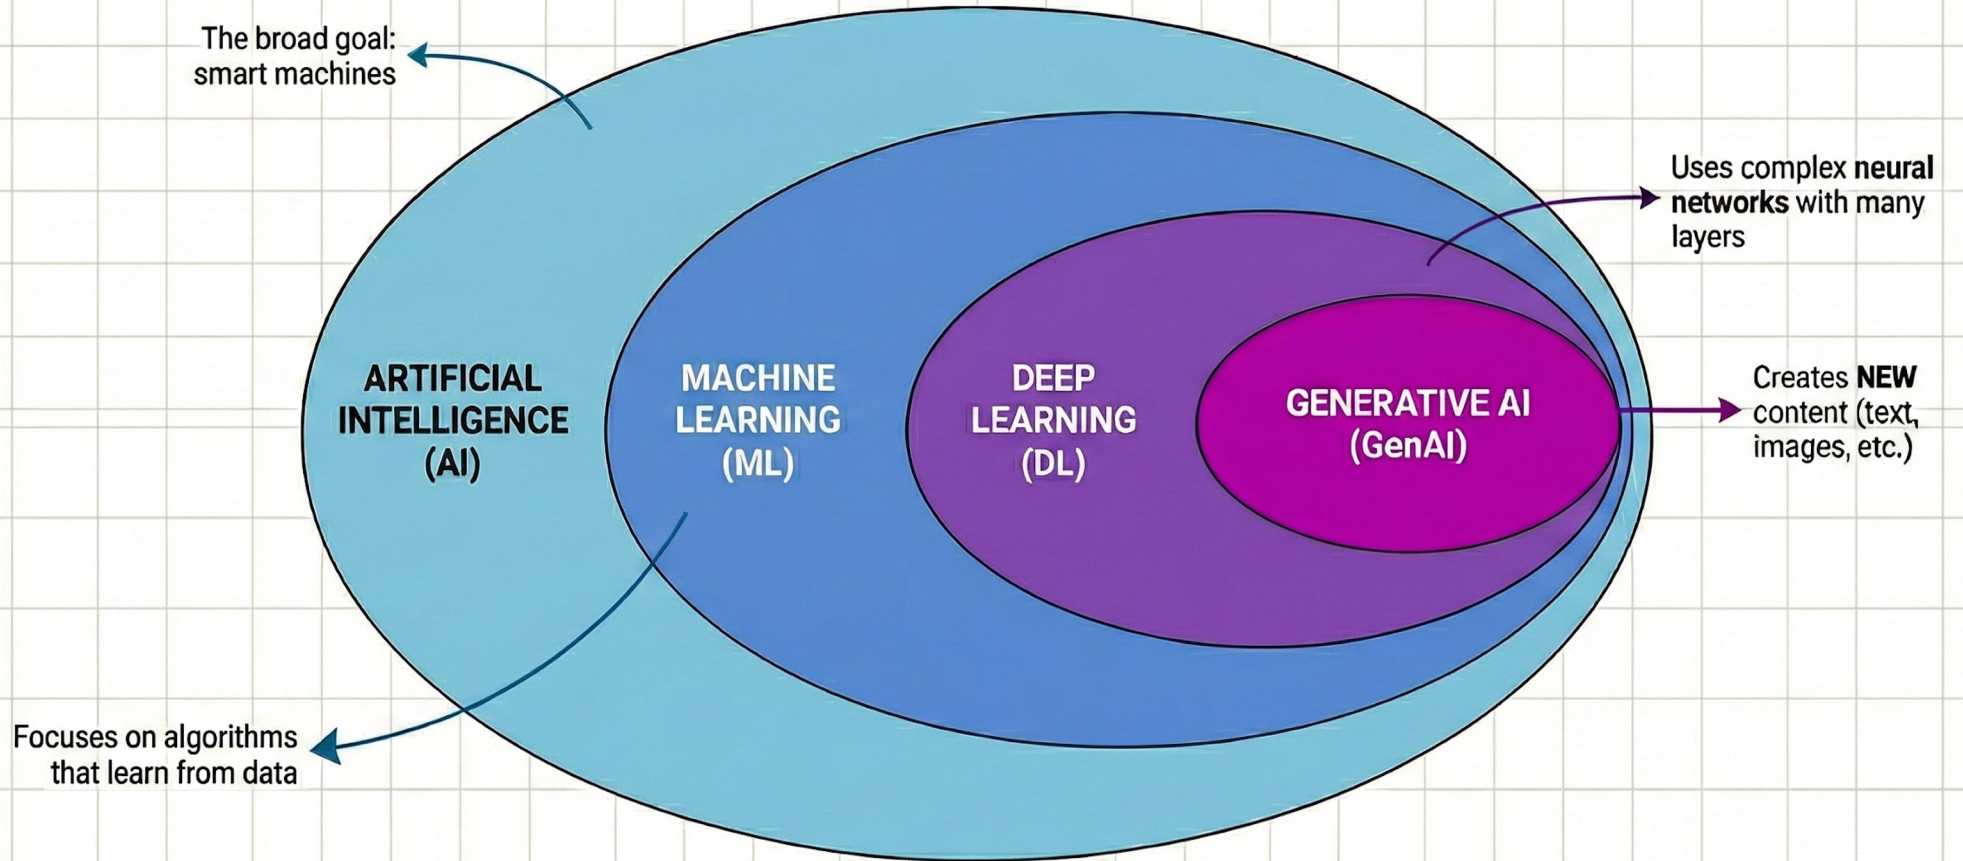 The broad goal:
smart machines
Uses complex neural
networks with many
layers
ARTIFICIAL
INTELLIGENCE
(AI)
MACHINE
LEARNING
(ML)
DEEP
LEARNING
(DL)
GENERATIVE AI
(GenAI)
Creates NEW
content (text,
images, etc.)
Focuses on algorithms
that learn from data